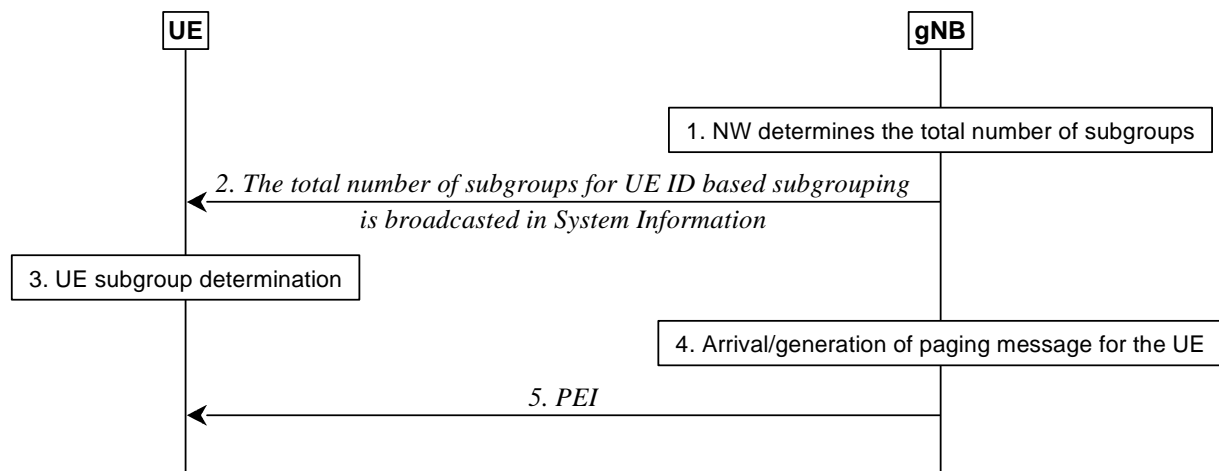 UE
gNB
1. NW determines the total number of subgroups
2. The total number of subgroups for UE ID based subgrouping
is broadcasted in System Information
3. UE subgroup determination
4. Arrival/generation of paging message for the UE
5. PEI